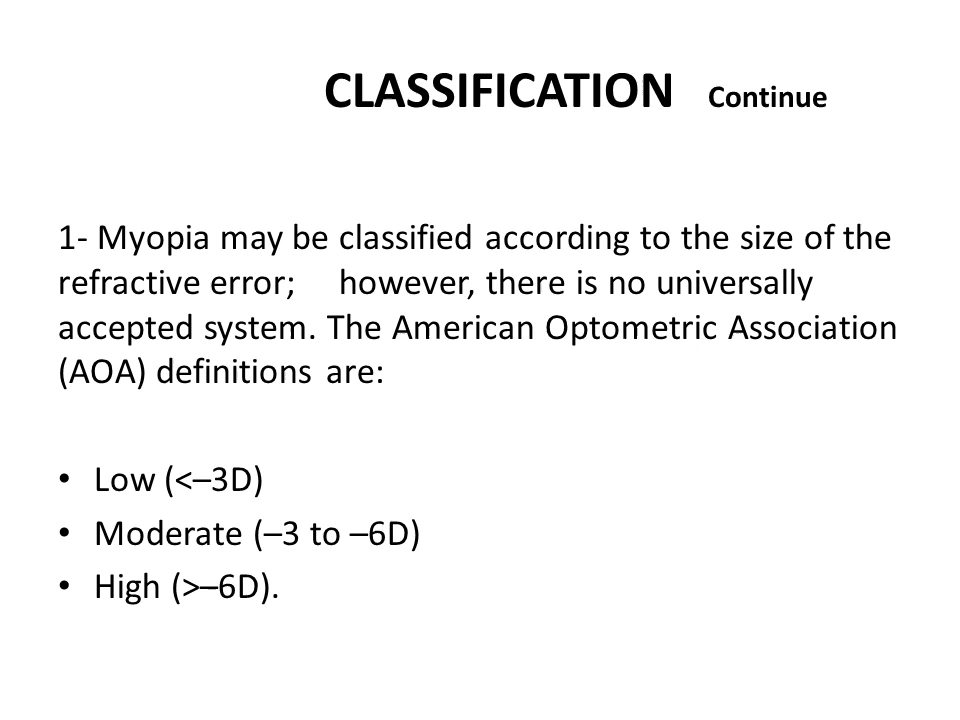 CLASSIFICATION Continue
1- Myopia may be classified according to the size of the
refractive error; however, there is no universally
accepted system. The American Optometric Association
(AOA) definitions are:
• Low (<–3D)
• Moderate (–3 to –6D)
• High (>–6D).